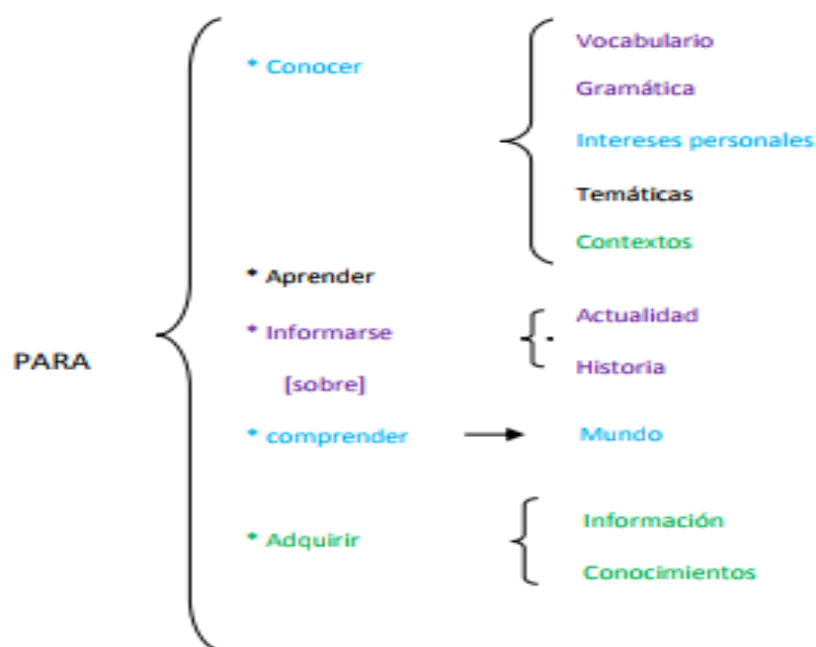 Vocabulario
* Conocer
Gramática
Intereses personales
Temáticas
Contextos
* Aprender
Actualidad
* Informarse
PARA
Historia
[sobre]
* comprender
Mundo
Información
* Adquirir
Conocimientos